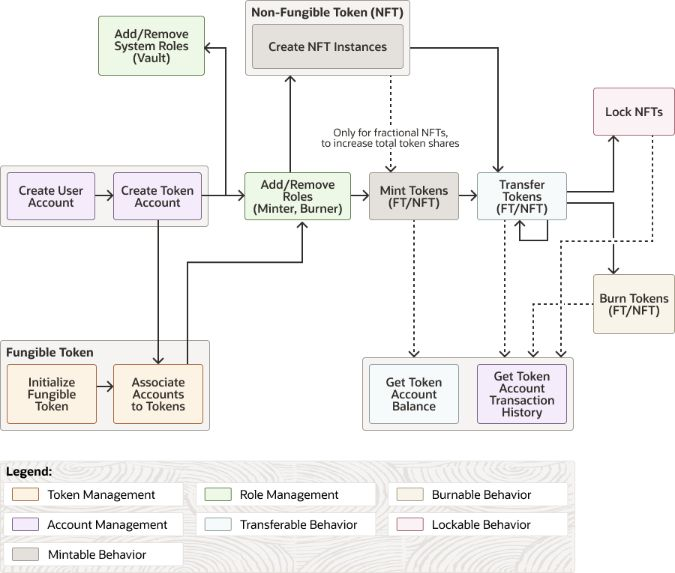 Non-Fungible Token (NFT)
Add/Remove
System Roles
(Vault)
Create NFT Instances
Only for fractional NFTs,
to increase total token shares
Lock NFTs
Create User
Account
Create Token
Account
Add/Remove
Roles
(Minter, Burner)
Mint Tokens
(FT/NFT)
Transfer
Tokens
(FT/NFT)
Burn Tokens
(FT/NFT)
Fungible Token
Initialize
Fungible
Token
Associate
Accounts
to Tokens
Get Token
Account
Balance
Get Token
Account
Transaction
History
Legend:
Token Management
Role Management
Burnable Behavior
Account Management
Transferable Behavior
Lockable Behavior
Mintable Behavior